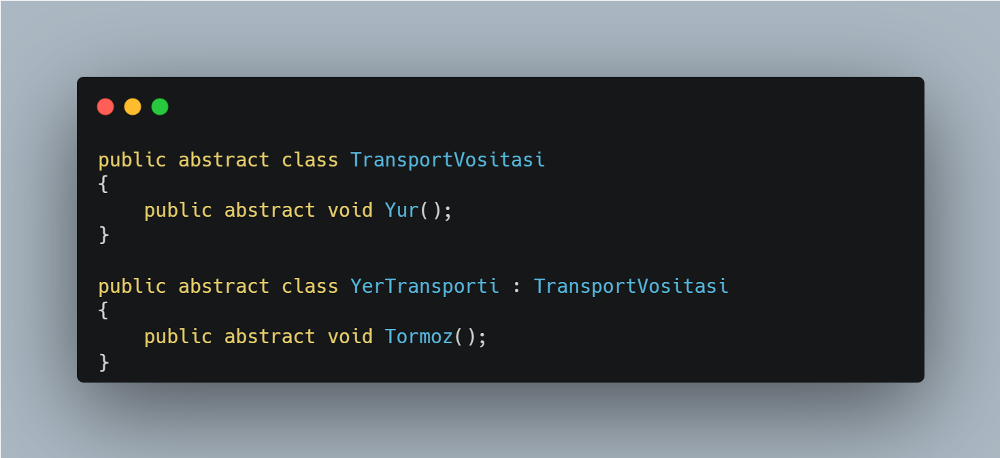 public abstract class TransportVositasi
{
    public abstract void Yur();
}

public abstract class YerTransporti : TransportVositasi
{
    public abstract void Tormoz();
}